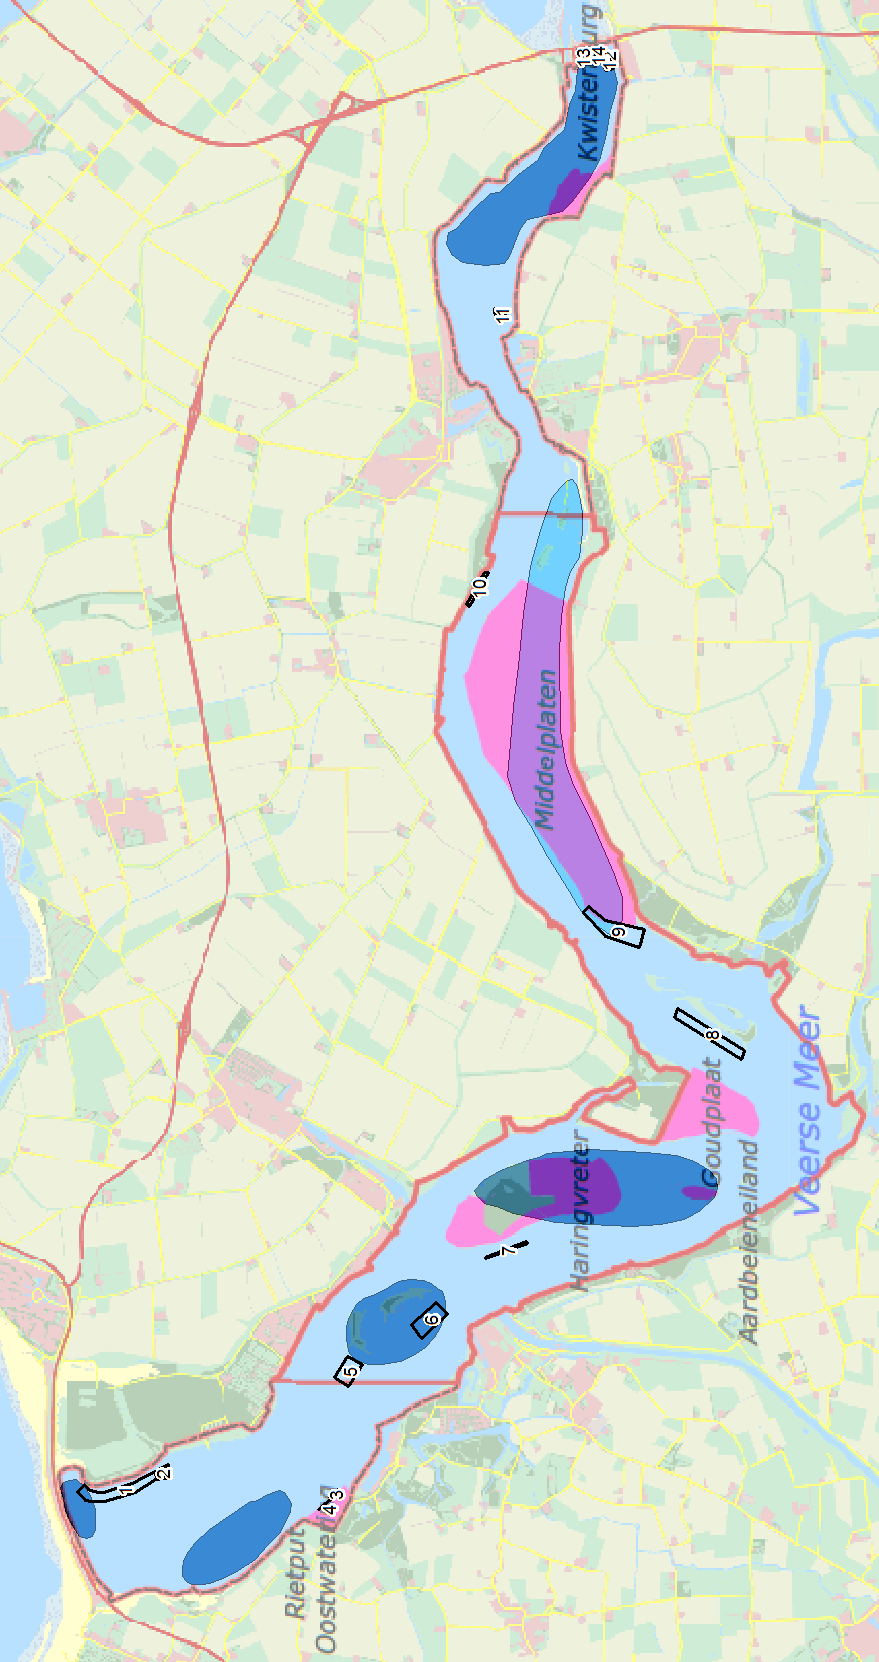 1
2
Rietput
Oostwateren
4
3
5
6
7
Haringvreter
Goudplaat
Aardbeieneiland
Veerse Meer
8
9
Middelplaten
10
11
Kwistenburg
13
14
12